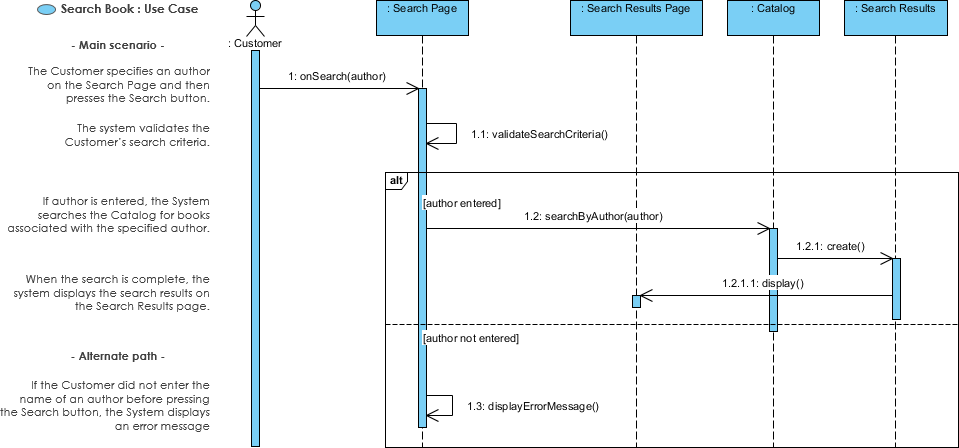 Search Book : Use Case
: Search Page
: Search Results Page
: Catalog
: Search Results
: Customer
- Main scenario -
The Customer specifies an author
on the Search Page and then
presses the Search button.
1: onSearch(author)
The system validates the
Customer's search criteria.
1.1: validateSearchCriteria()
alt
[author entered]
If author is entered, the System
searches the Catalog for books
associated with the specified author.
1.2: searchByAuthor(author)
1.2.1: create()
When the search is complete, the
system displays the search results on
the Search Results page.
1.2.1.1: display()
[author not entered]
- Alternate path -
If the Customer did not enter the
name of an author before pressing
the Search button, the System displays
an error message
1.3: displayErrorMessage()